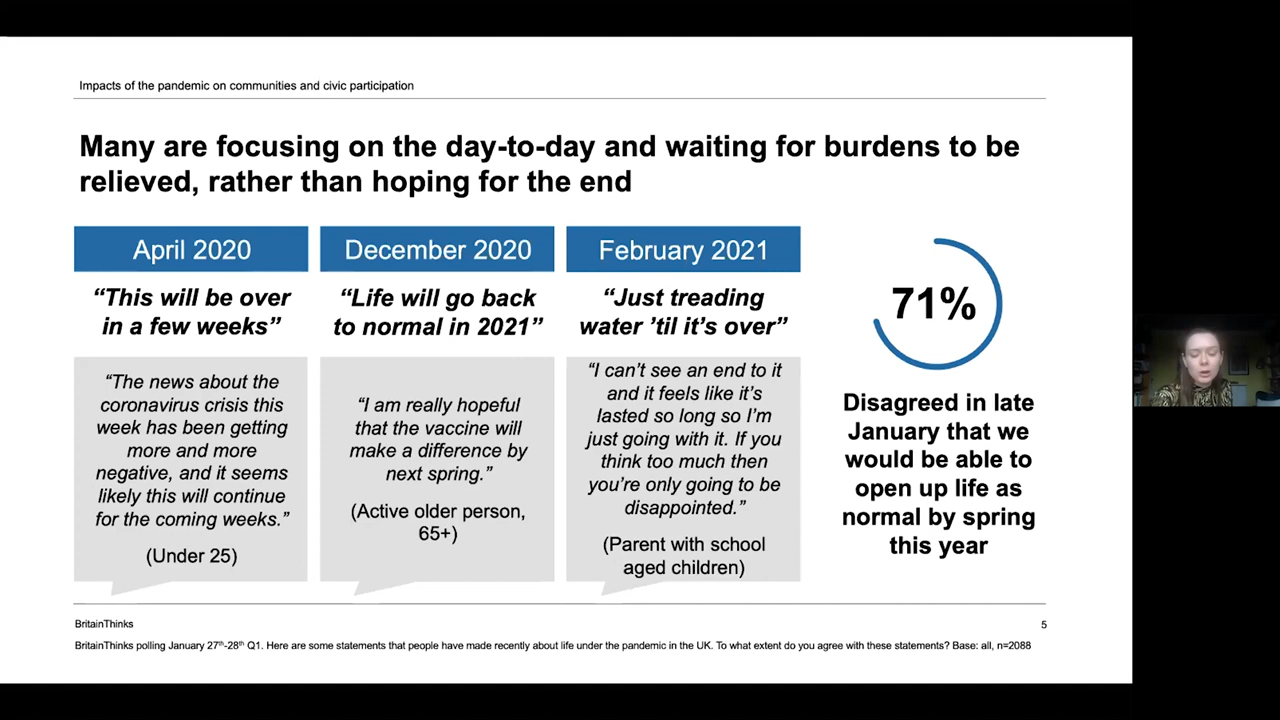 Impacts of the pandemic on communities and civic participation
Many are focusing on the day-to-day and waiting for burdens to be
relieved, rather than hoping for the end
April 2020
“This will be over
in a few weeks”
“The news about the
coronavirus crisis this
week has been getting
more and more
negative, and it seems
likely this will continue
for the coming weeks.”
(Under 25)
December 2020
“Life will go back
to normal in 2021”
“I am really hopeful
that the vaccine will
make a difference by
next spring.”
(Active older person,
65+)
February 2021
“Just treading
water ’til it’s over”
“I can’t see an end to it
and it feels like it’s
lasted so long so I’m
just going with it. If you
think too much then
you’re only going to be
disappointed.”
(Parent with school
aged children)
71%
Disagreed in late
January that we
would be able to
open up life as
normal by spring
this year
BritainThinks
5
BritainThinks polling January 27th-28th Q1. Here are some statements that people have made recently about life under the pandemic in the UK. To what extent do you agree with these statements? Base: all, n=2088